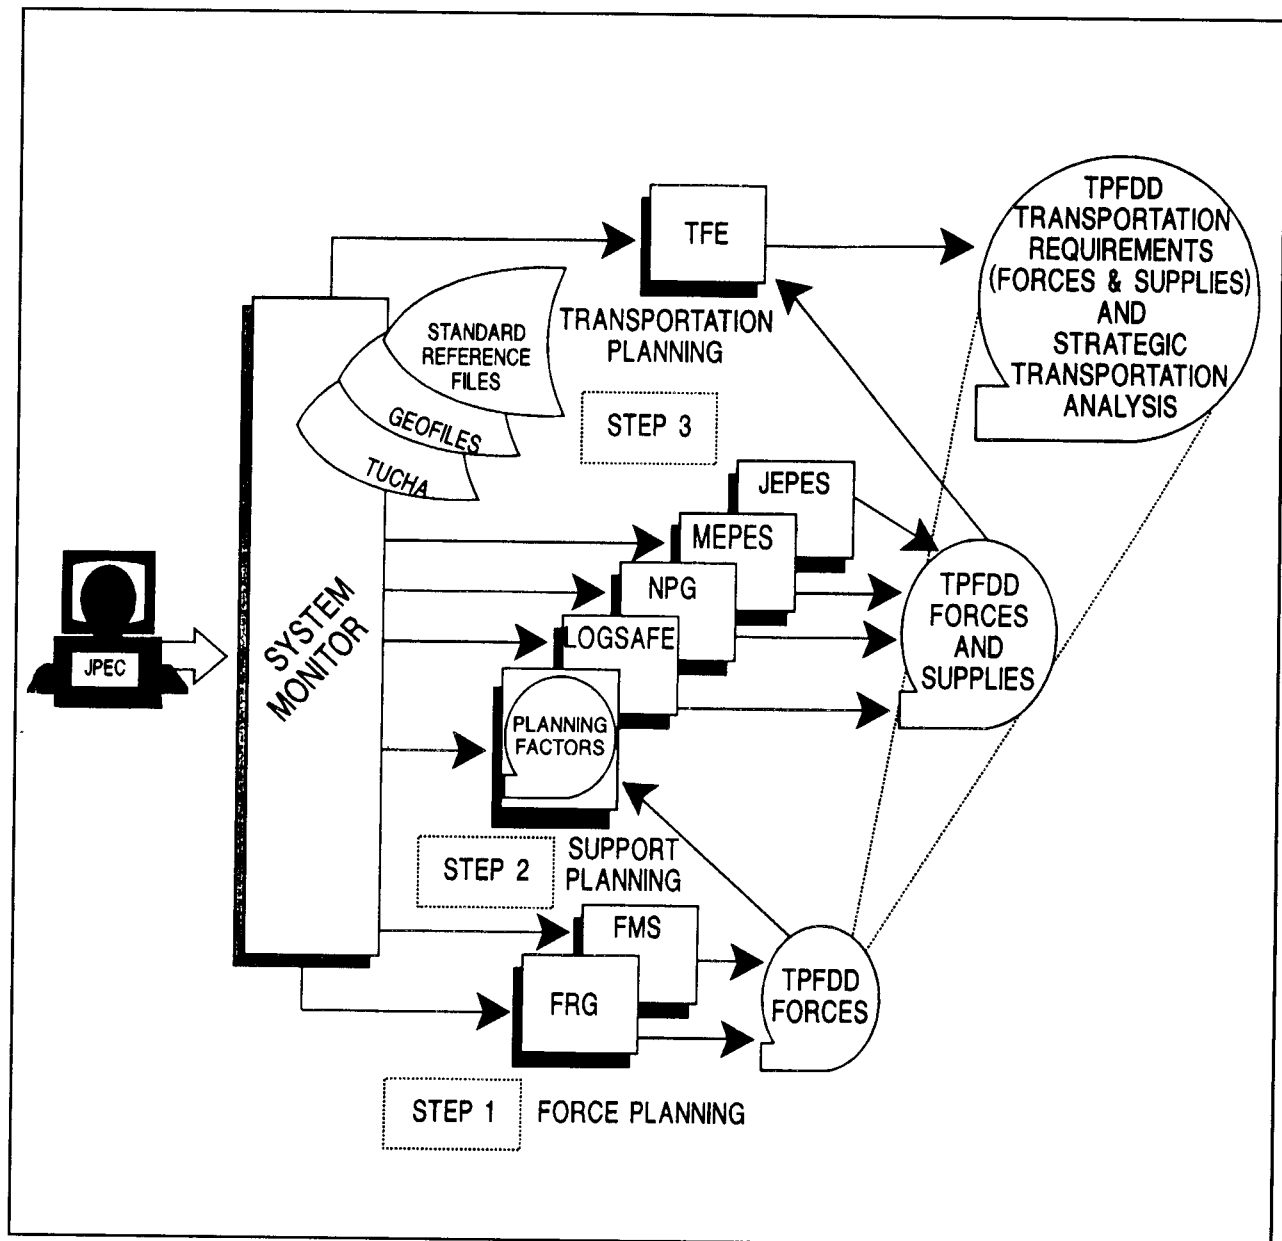 TFE
TPFDD
TRANSPORTATION
REQUIREMENTS
(FORCES & SUPPLIES)
AND
STRATEGIC
TRANSPORTATION
ANALYSIS
STANDARD
REFERENCE
FILES
GEOFILES
TUCHA
TRANSPORTATION
PLANNING
STEP 3
JEPES
MEPES
NPG
LOGSAFE
PLANNING
FACTORS
TPFDD
FORCES
AND
SUPPLIES
JPEC
SYSTEM
MONITOR
STEP 2
SUPPORT
PLANNING
FMS
FRG
TPFDD
FORCES
STEP 1
FORCE PLANNING